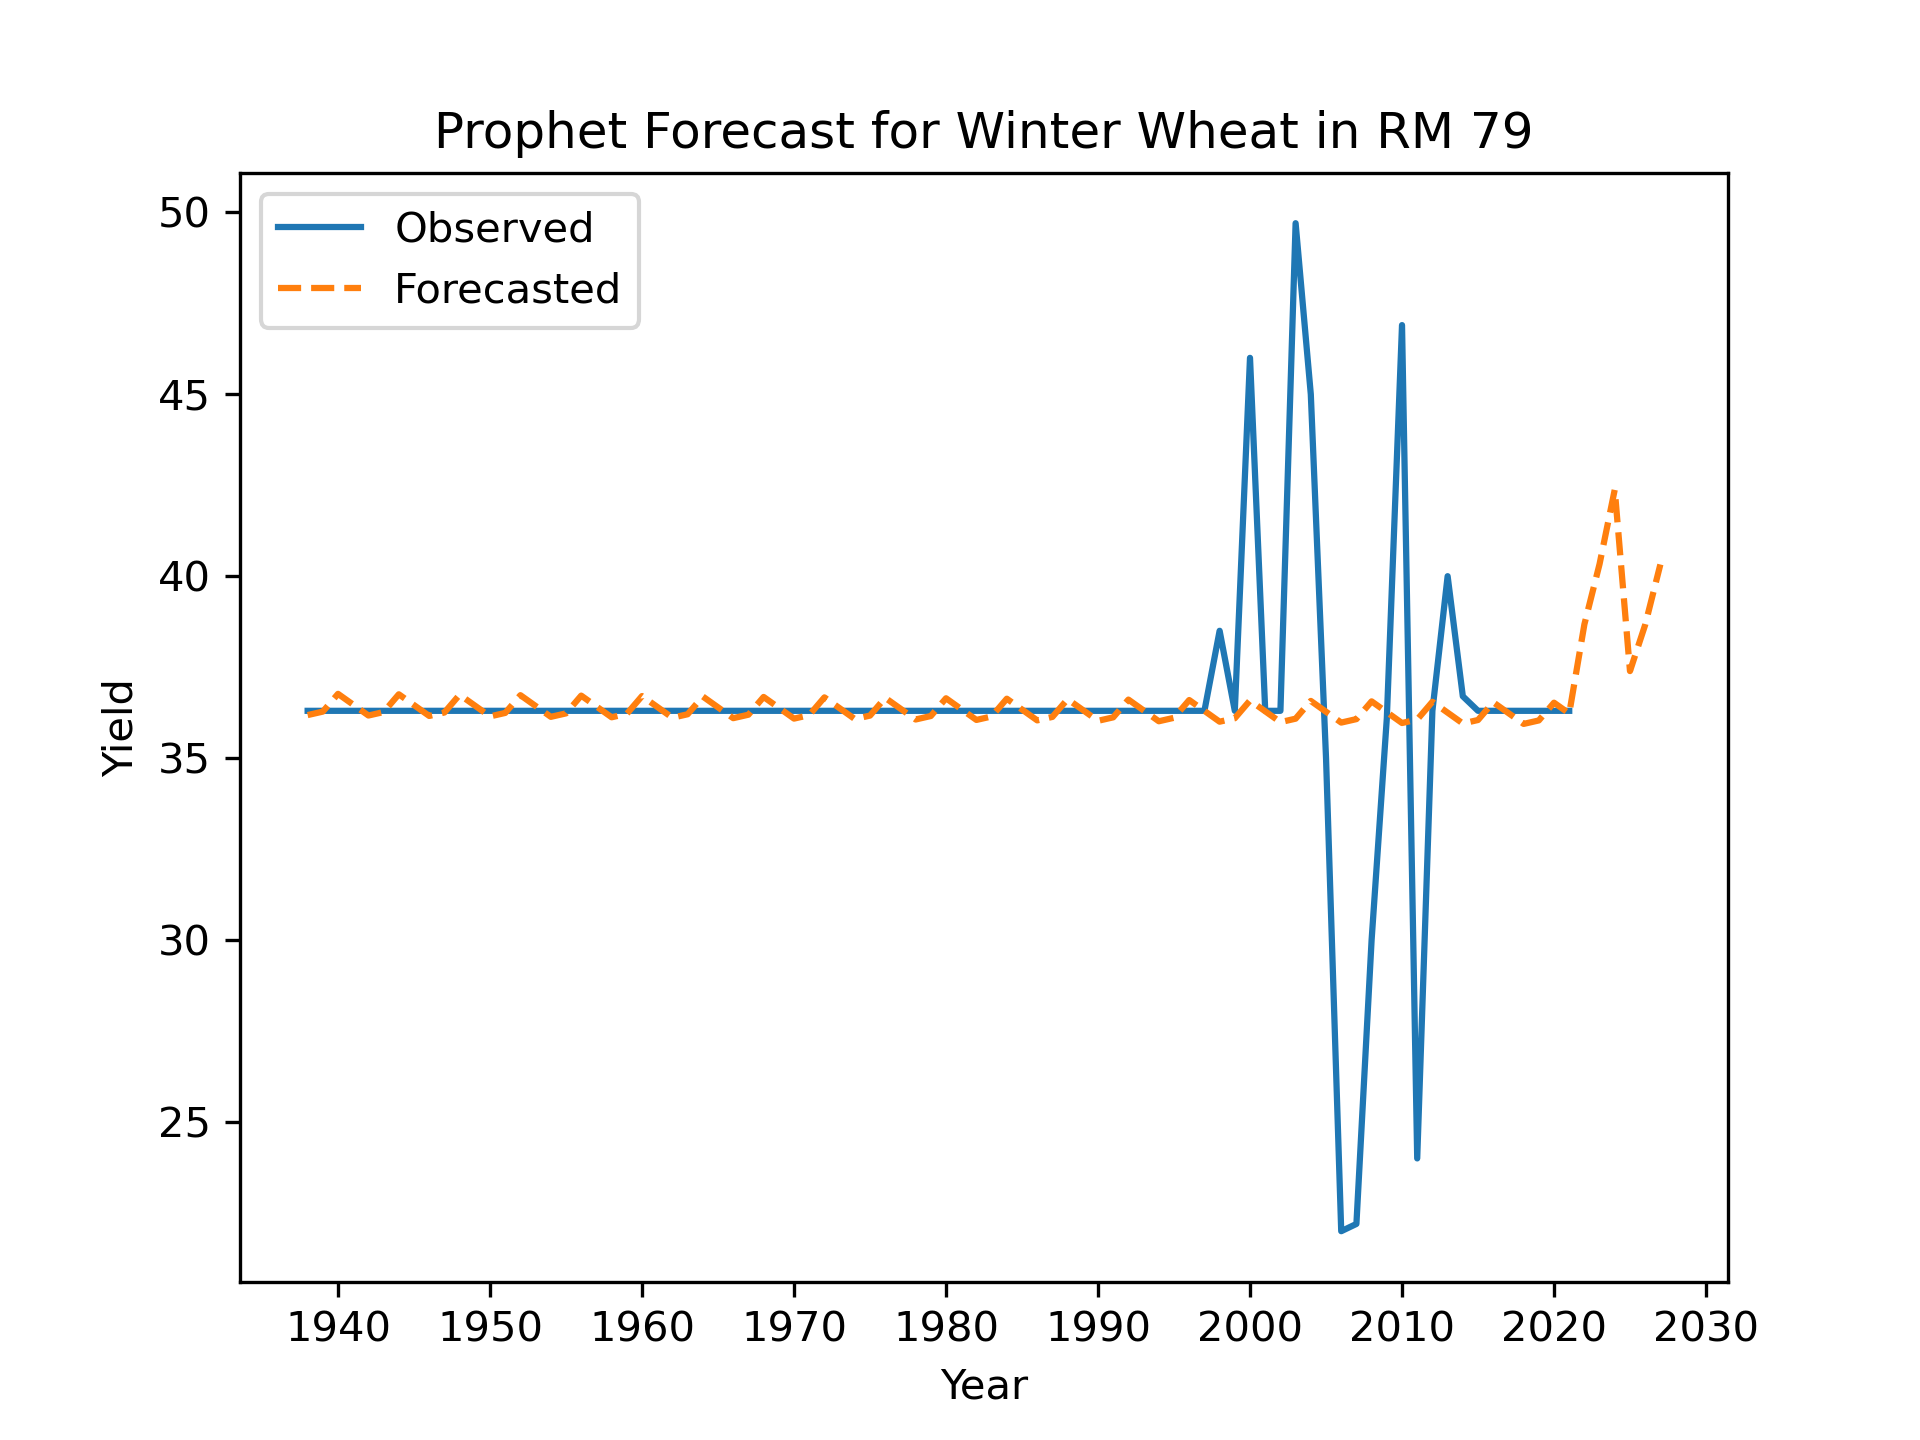 Prophet Forecast for Winter Wheat in RM 79
Observed
Forecasted
50
45
40
35
30
25
Yield
1940 1950 1960 1970 1980 1990 2000 2010 2020 2030
Year